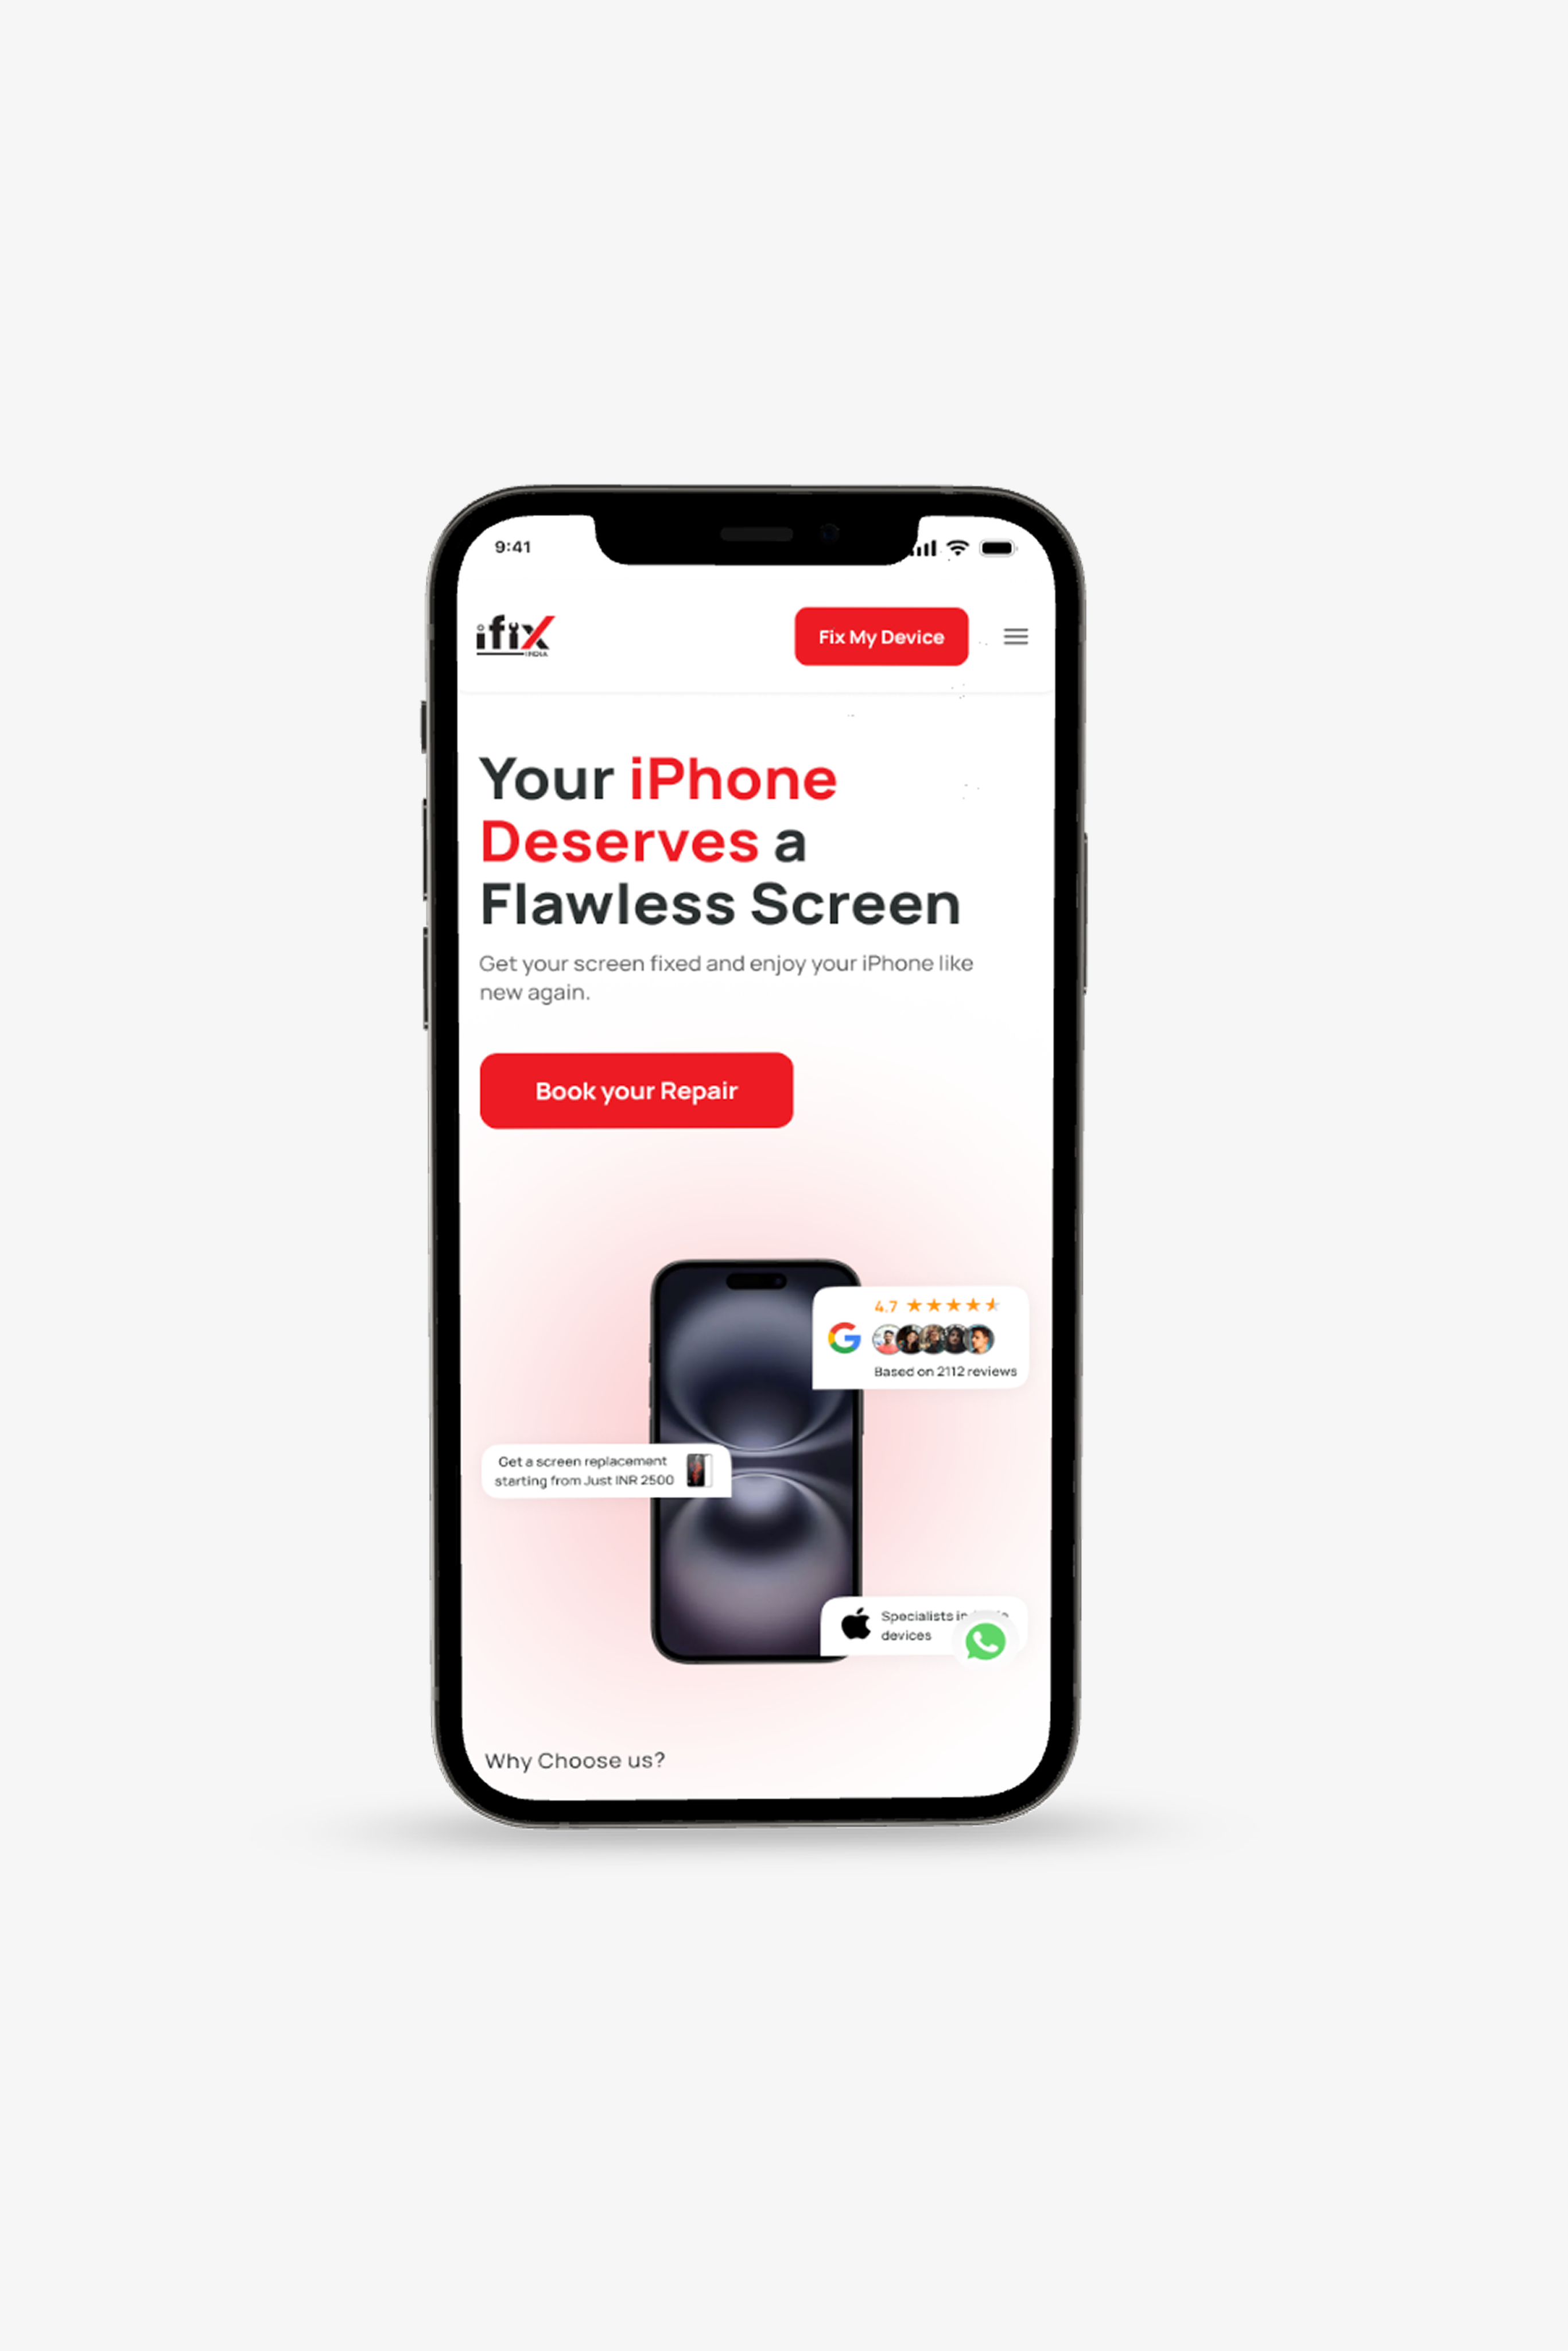 9:41
ifix
INDIA
Fix My Device
Your iPhone
Deserves a
Flawless Screen
Get your screen fixed and enjoy your iPhone like
new again.
Book your Repair
4.7
G
Based on 2112 reviews
Get a screen replacement
starting from Just INR 2500
Specialists in
devices
Why Choose us?